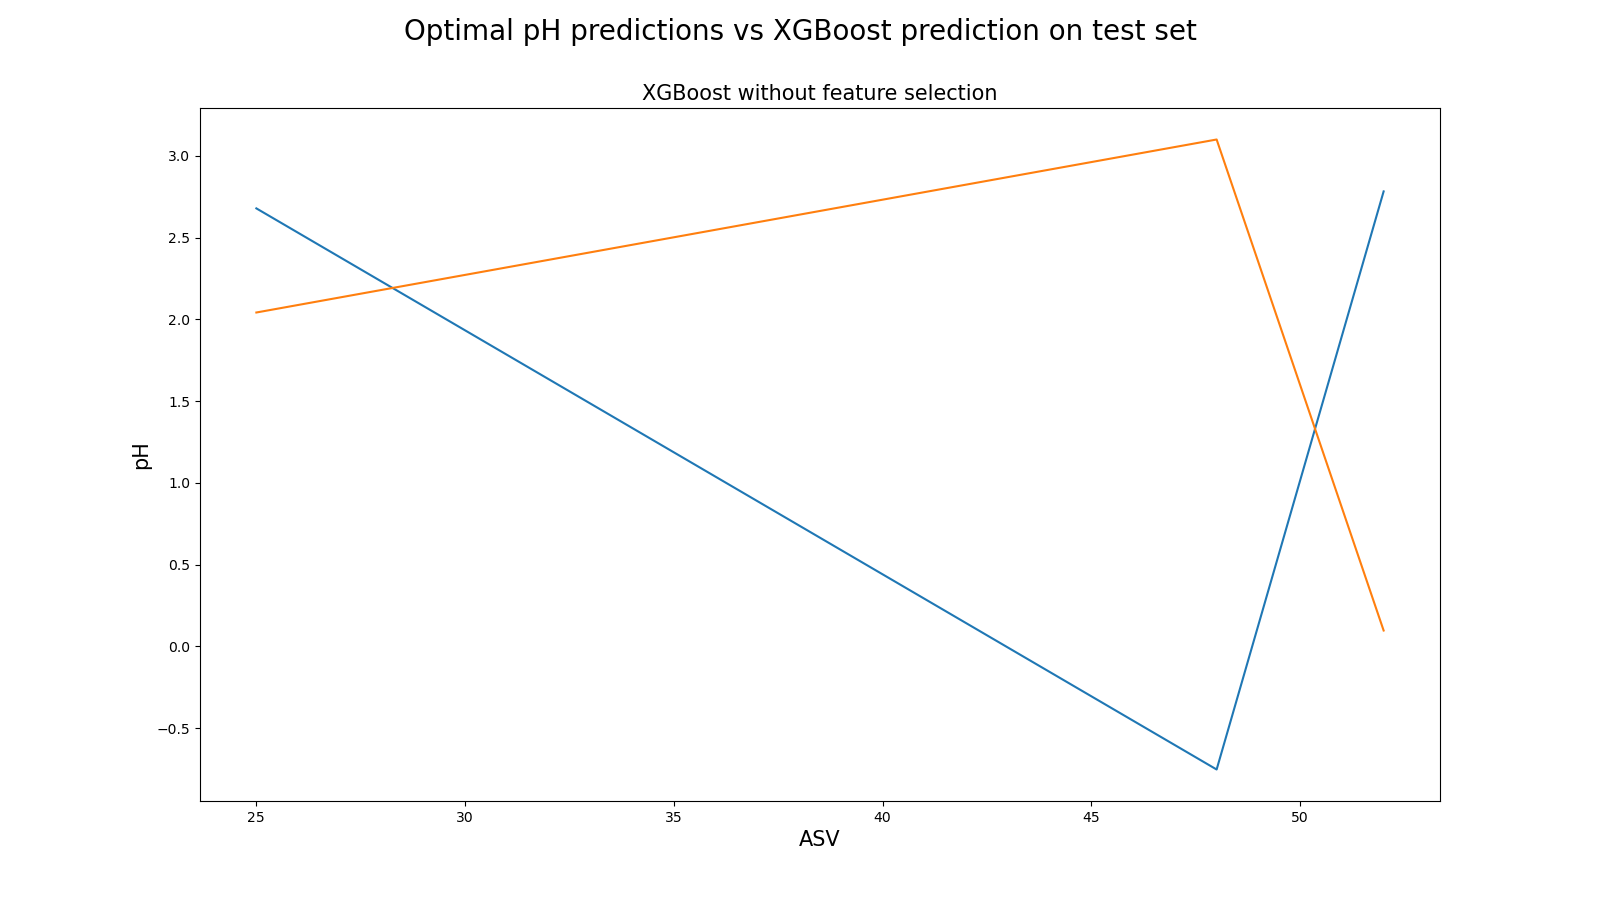 Optimal pH predictions vs XGBoost prediction on test set
XGBoost without feature selection
3.0
2.5
2.0
1.5
1.0
0.5
0.0
−0.5
pH
25 30 35 40 45 50
ASV